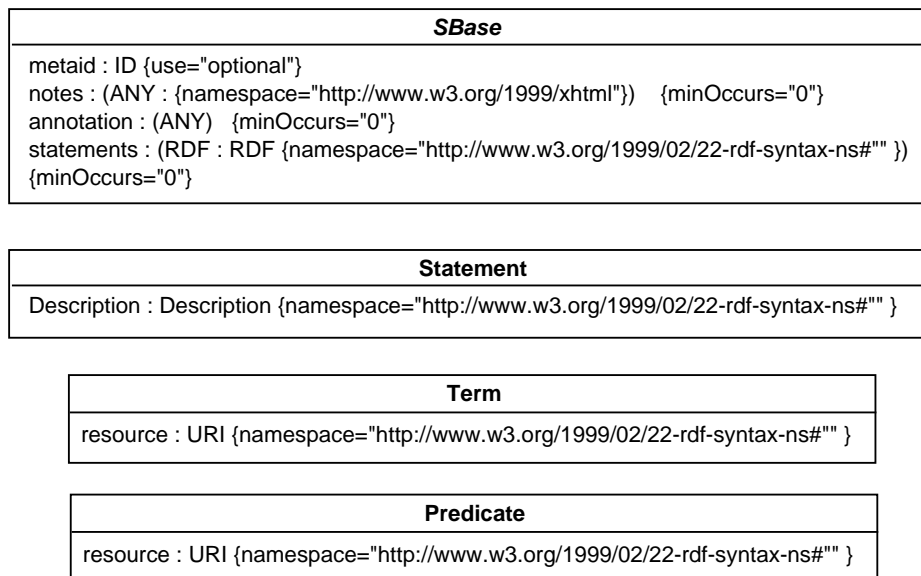 SBase
metaid : ID {use="optional"}
notes : (ANY : {namespace="http://www.w3.org/1999/xhtml"}) {minOccurs="0"}
annotation : (ANY) {minOccurs="0"}
statements : (RDF : RDF {namespace="http://www.w3.org/1999/02/22-rdf-syntax-ns#"" })
{minOccurs="0"}
Statement
Description : Description {namespace="http://www.w3.org/1999/02/22-rdf-syntax-ns#"" }
Term
resource : URI {namespace="http://www.w3.org/1999/02/22-rdf-syntax-ns#"" }
Predicate
resource : URI {namespace="http://www.w3.org/1999/02/22-rdf-syntax-ns#"" }